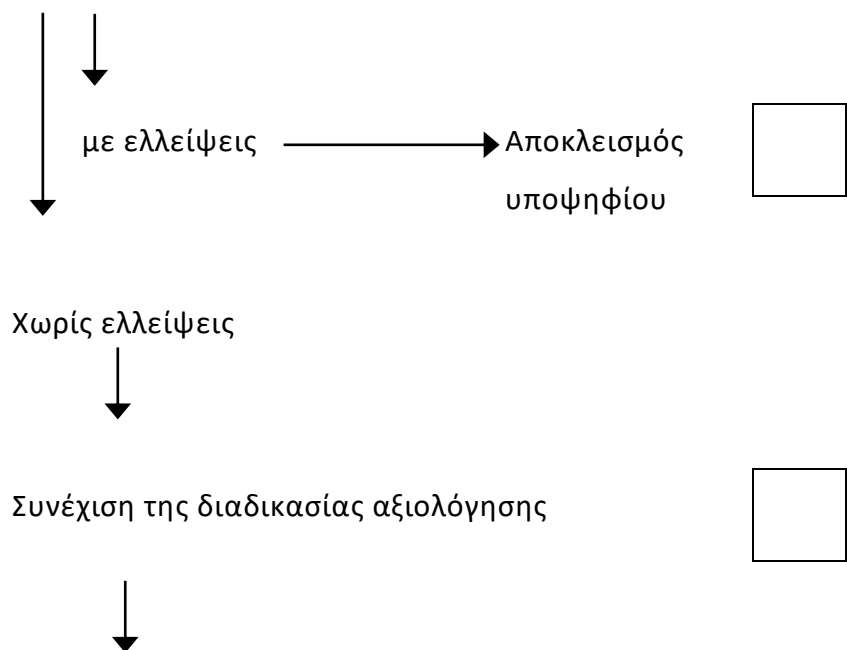 με ελλείψεις
Αποκλεισμός
υποψηφίου
Χωρίς ελλείψεις
Συνέχιση της διαδικασίας αξιολόγησης